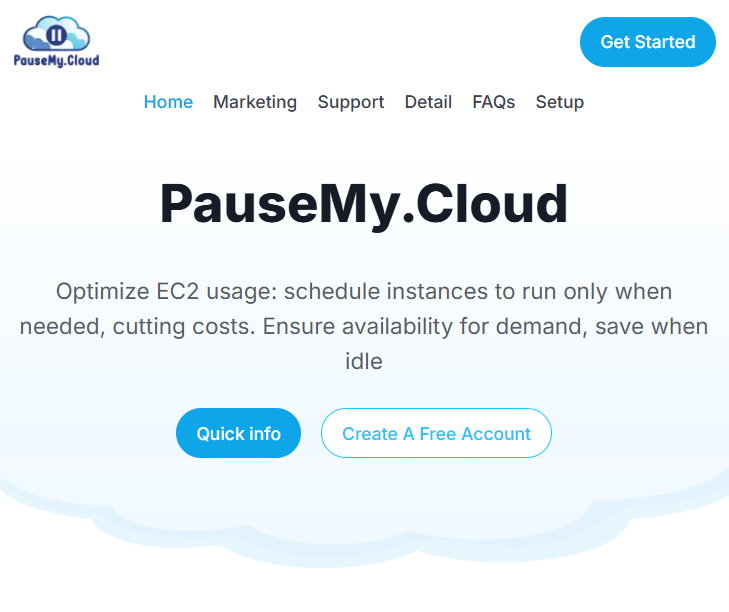 PauseMy.Cloud
Get Started
Home Marketing Support Detail FAQs Setup
PauseMy.Cloud
Optimize EC2 usage: schedule instances to run only when
needed, cutting costs. Ensure availability for demand, save when
idle
Quick info
Create A Free Account